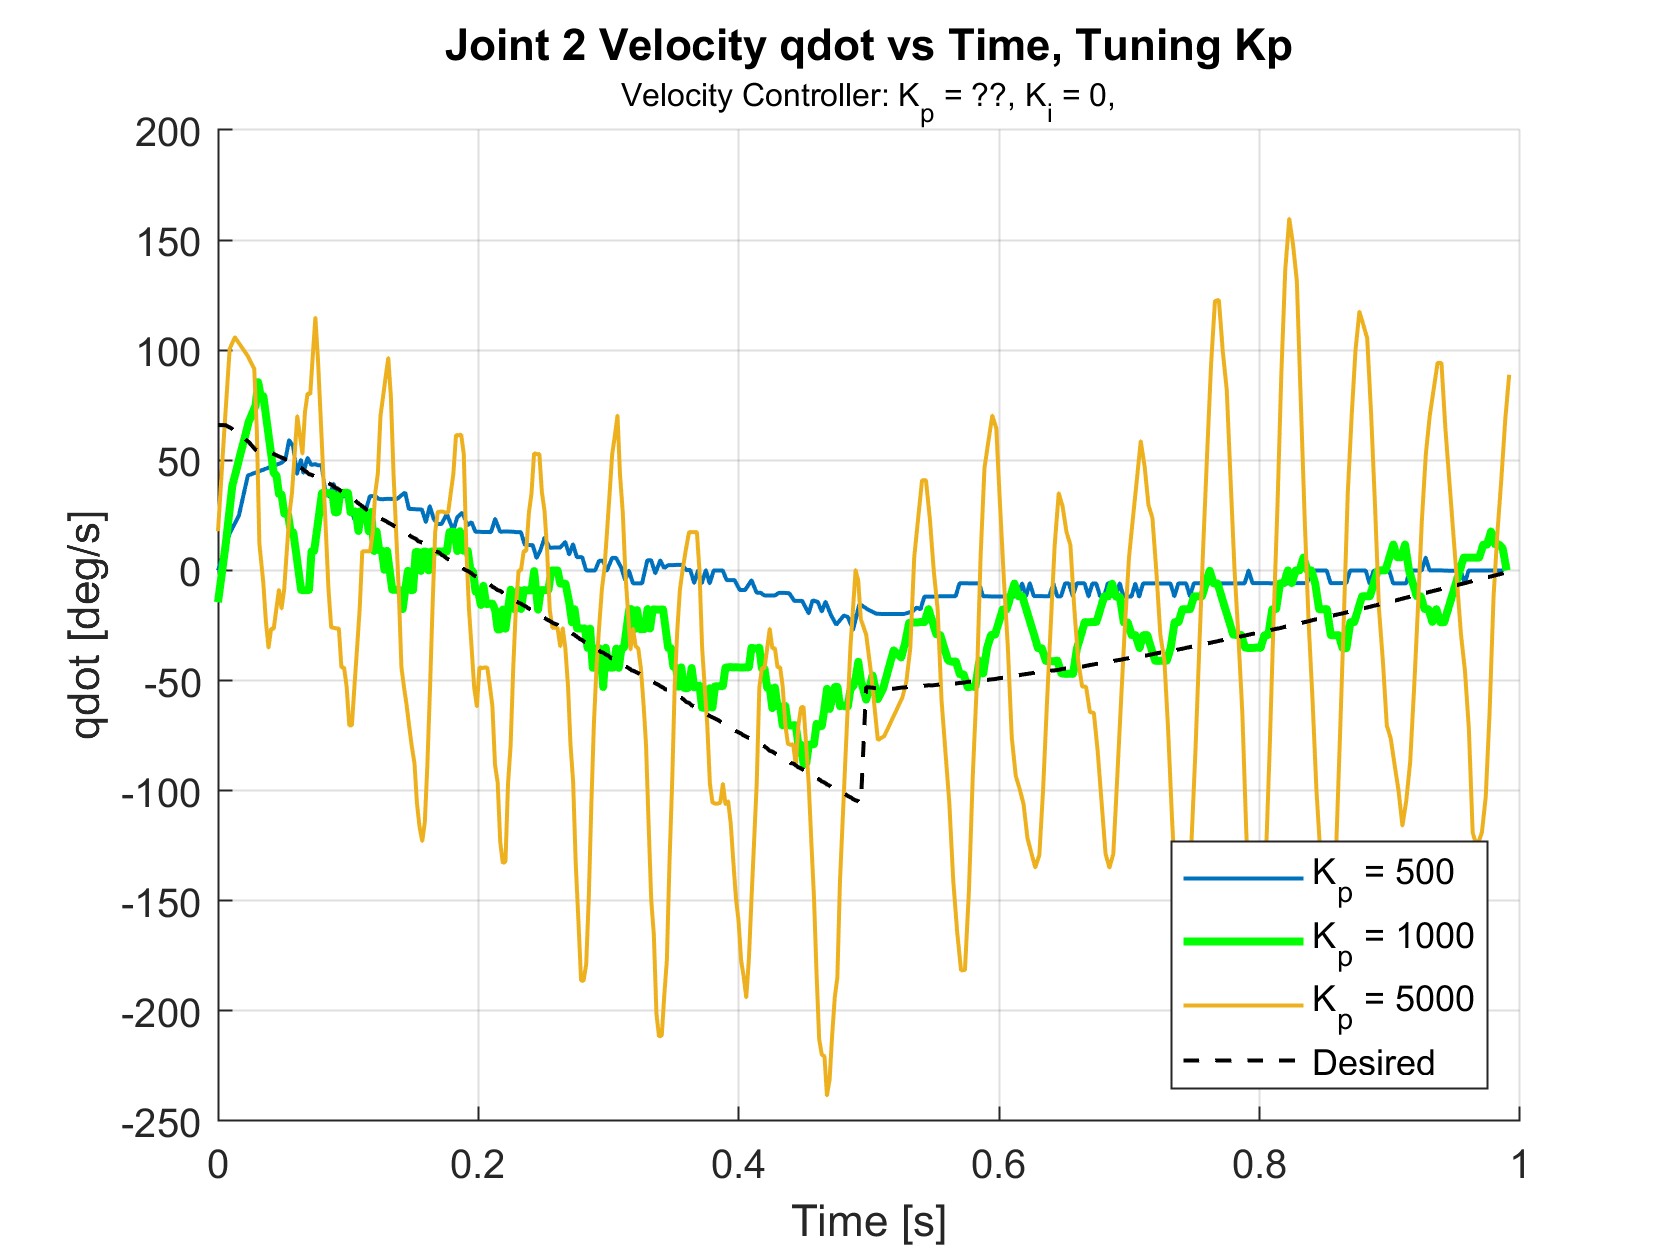 Joint 2 Velocity qdot vs Time, Tuning Kp
Velocity Controller: Kp = ??, Ki = 0,
200
150
100
50
0
-50
-100
-150
-200
-250
qdot [deg/s]
Kp = 500
Kp = 1000
Kp = 5000
Desired
0 0.2 0.4 0.6 0.8 1
Time [s]